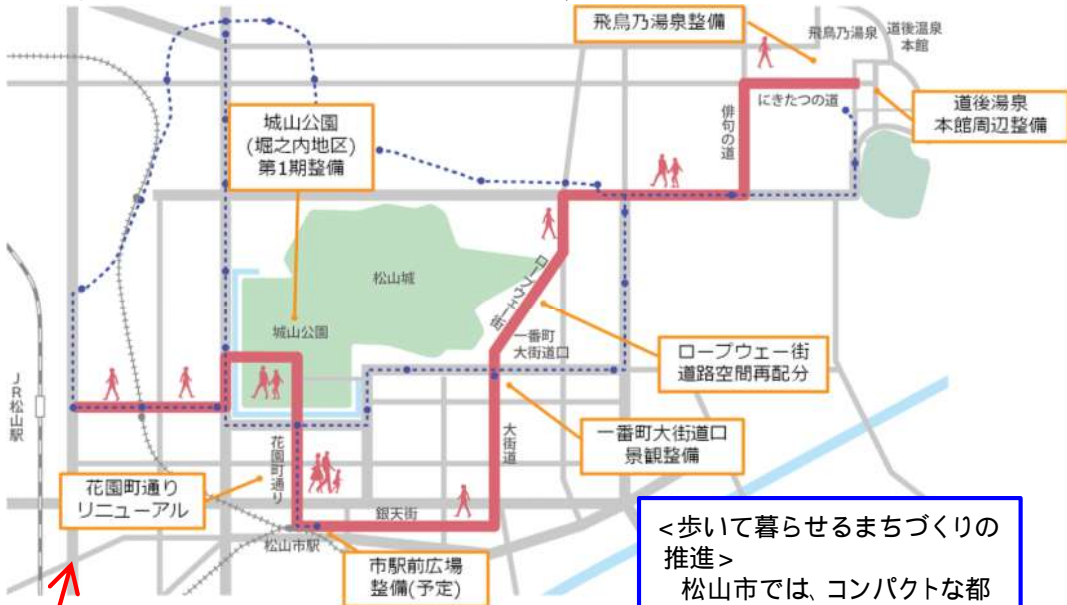 飛鳥乃湯泉整備
飛鳥乃湯泉
道後温泉
本館
城山公園
(堀之内地区)
第1期整備
にきたつの道
俳句の道
道後湯泉
本館周辺整備
松山城
ロープウェー街
城山公園
一番町
大街道口
ロープウェー街
道路空間再配分
JR松山駅
一番町大街道口
景観整備
大街道
花園町通り
花園町通り
リニューアル
銀天街
松山市駅
市駅前広場
整備(予定)
<歩いて暮らせるまちづくりの
推進>
松山市では、コンパクトな都